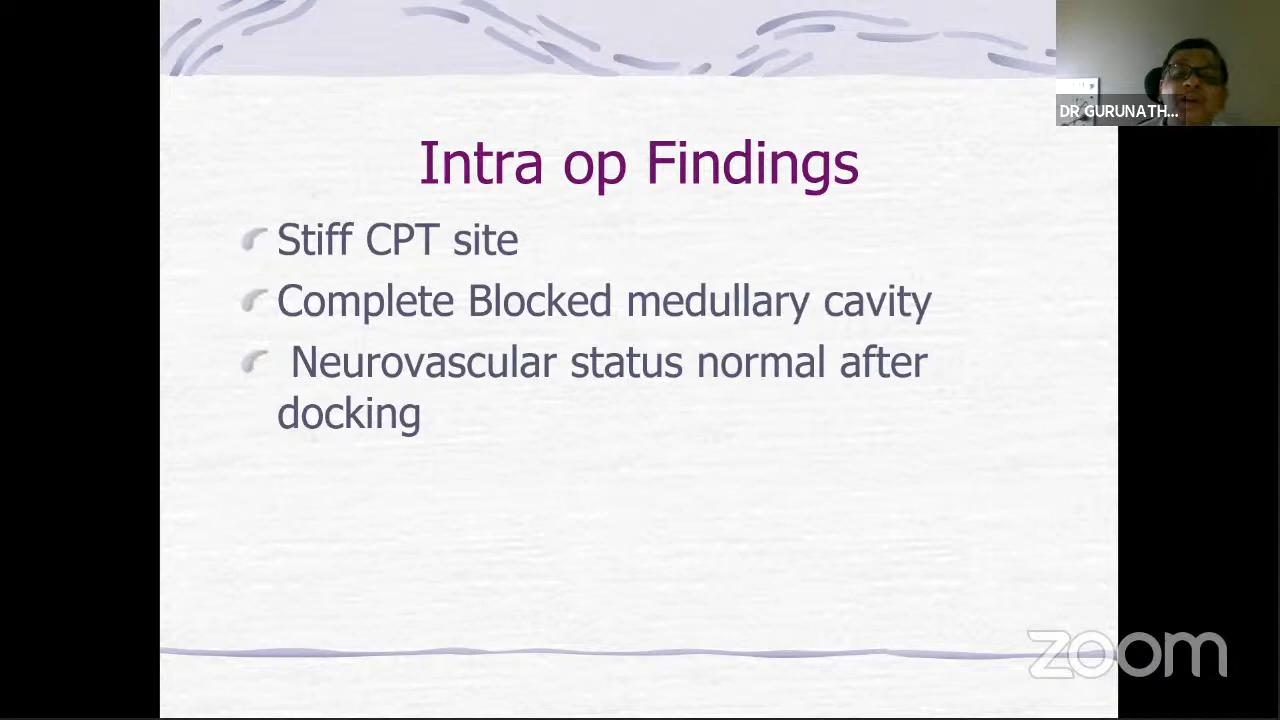 DR GURUNATH...
Intra op Findings
Stiff CPT site
Complete Blocked medullary cavity
Neurovascular status normal after
docking
zoom